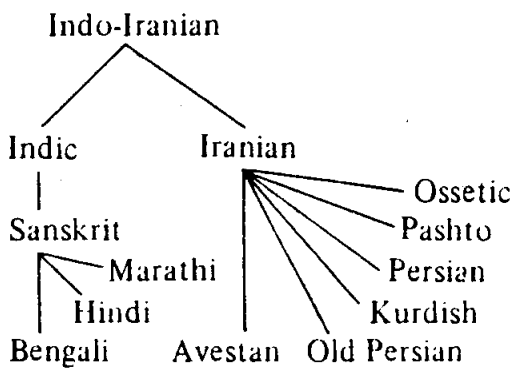 Indo-Iranian
Indic Iranian
Ossetic
Sanskrit Pashto
Marathi Persian
Hindi Kurdish
Bengali Avestan Old Persian